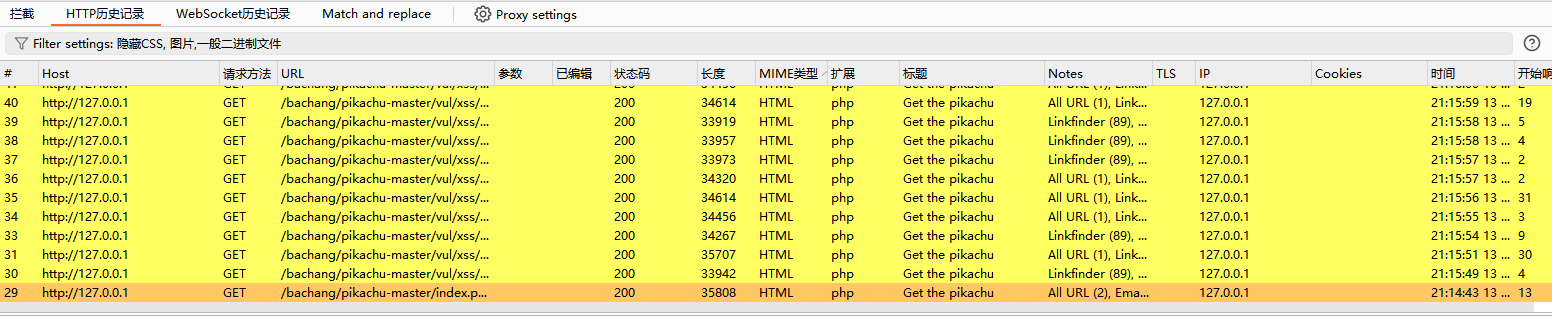 拦截 HTTP历史记录 WebSocket历史记录 Match and replace Proxy settings
Filter settings: 隐藏CSS, 图片,一般二进制文件
# Host 请求方法 URL 参数 已编辑 状态码 长度 MIME类型 扩展 标题 Notes TLS IP Cookies 时间 开始响
40 http://127.0.0.1 GET /bachang/pikachu-master/vul/xss/... 200 34614 HTML php Get the pikachu All URL (1), Link... 127.0.0.1 21:15:59 13 ... 19
39 http://127.0.0.1 GET /bachang/pikachu-master/vul/xss/... 200 33919 HTML php Get the pikachu Linkfinder (89), ... 127.0.0.1 21:15:58 13 ... 5
38 http://127.0.0.1 GET /bachang/pikachu-master/vul/xss/... 200 33957 HTML php Get the pikachu Linkfinder (89), ... 127.0.0.1 21:15:58 13 ... 4
37 http://127.0.0.1 GET /bachang/pikachu-master/vul/xss/... 200 33973 HTML php Get the pikachu Linkfinder (89), ... 127.0.0.1 21:15:57 13 ... 2
36 http://127.0.0.1 GET /bachang/pikachu-master/vul/xss/... 200 34320 HTML php Get the pikachu All URL (1), Link... 127.0.0.1 21:15:57 13 ... 2
35 http://127.0.0.1 GET /bachang/pikachu-master/vul/xss/... 200 34614 HTML php Get the pikachu All URL (1), Link... 127.0.0.1 21:15:56 13 ... 31
34 http://127.0.0.1 GET /bachang/pikachu-master/vul/xss/... 200 34456 HTML php Get the pikachu All URL (1), Link... 127.0.0.1 21:15:55 13 ... 3
33 http://127.0.0.1 GET /bachang/pikachu-master/vul/xss/... 200 34267 HTML php Get the pikachu Linkfinder (89), ... 127.0.0.1 21:15:54 13 ... 9
31 http://127.0.0.1 GET /bachang/pikachu-master/vul/xss/... 200 35707 HTML php Get the pikachu All URL (1), Link... 127.0.0.1 21:15:51 13 ... 30
30 http://127.0.0.1 GET /bachang/pikachu-master/vul/xss/... 200 33942 HTML php Get the pikachu Linkfinder (89), ... 127.0.0.1 21:15:49 13 ... 4
29 http://127.0.0.1 GET /bachang/pikachu-master/index.p... 200 35808 HTML php Get the pikachu All URL (2), Ema... 127.0.0.1 21:14:43 13 ... 13